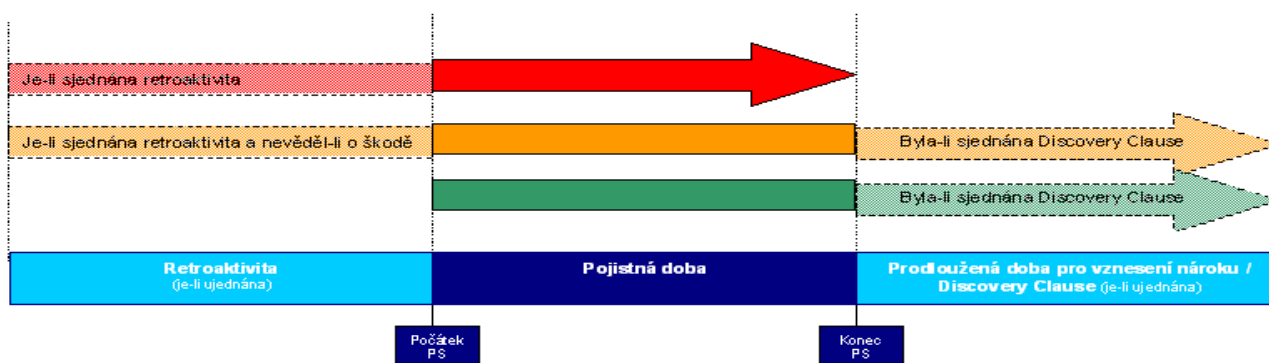 Je-li sjednána retroaktivita
Je-li sjednána retroaktivita a nevěděl-li o škodě
Byla-li sjednána Discovery Clause
Byla-li sjednána Discovery Clause
Retroaktivita
(je-li ujednána)
Pojistná doba
Prodloužená doba pro vznesení nároku /
Discovery Clause (je-li ujednána)
Počátek
PS
Konec
PS